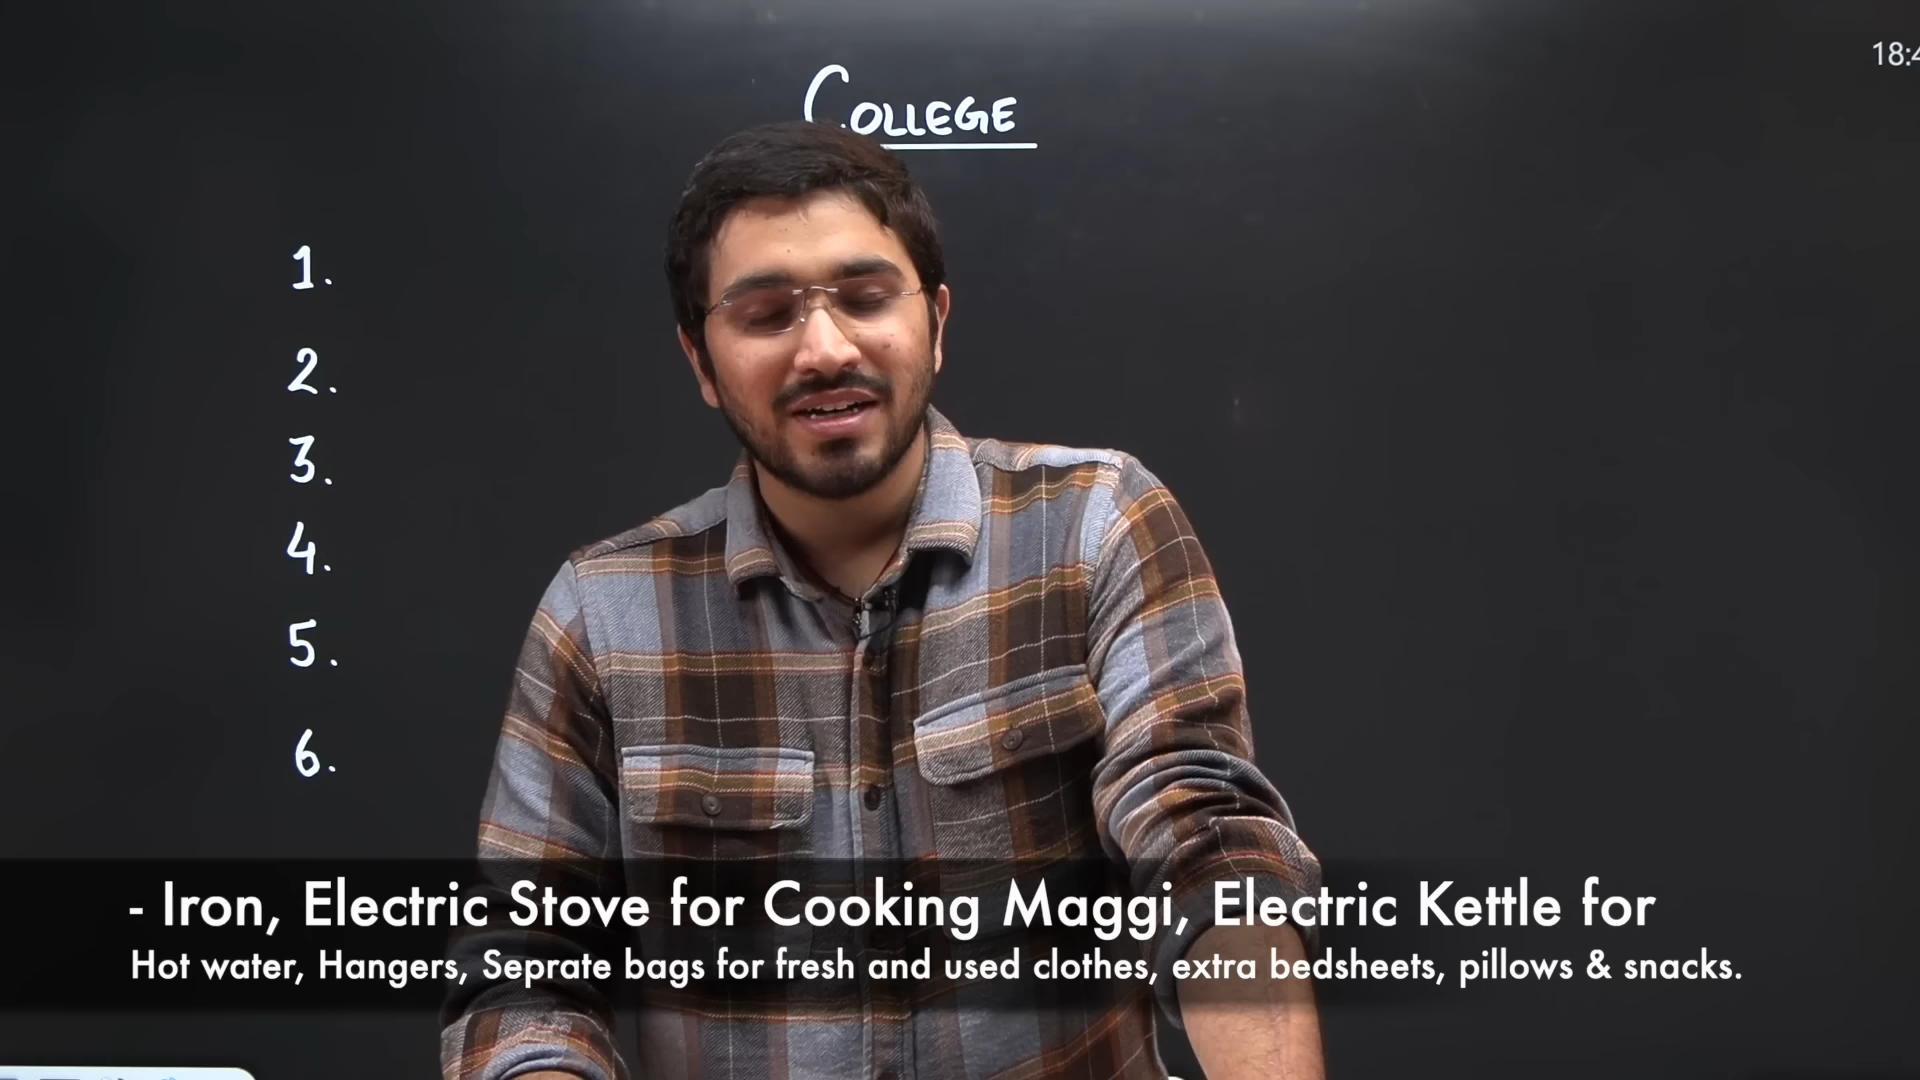 18:4
COLLEGE
1.
2.
3.
4.
5.
6.
- Iron, Electric Stove for Cooking Maggi, Electric Kettle for
Hot water, Hangers, Seprate bags for fresh and used clothes, extra bedsheets, pillows & snacks.